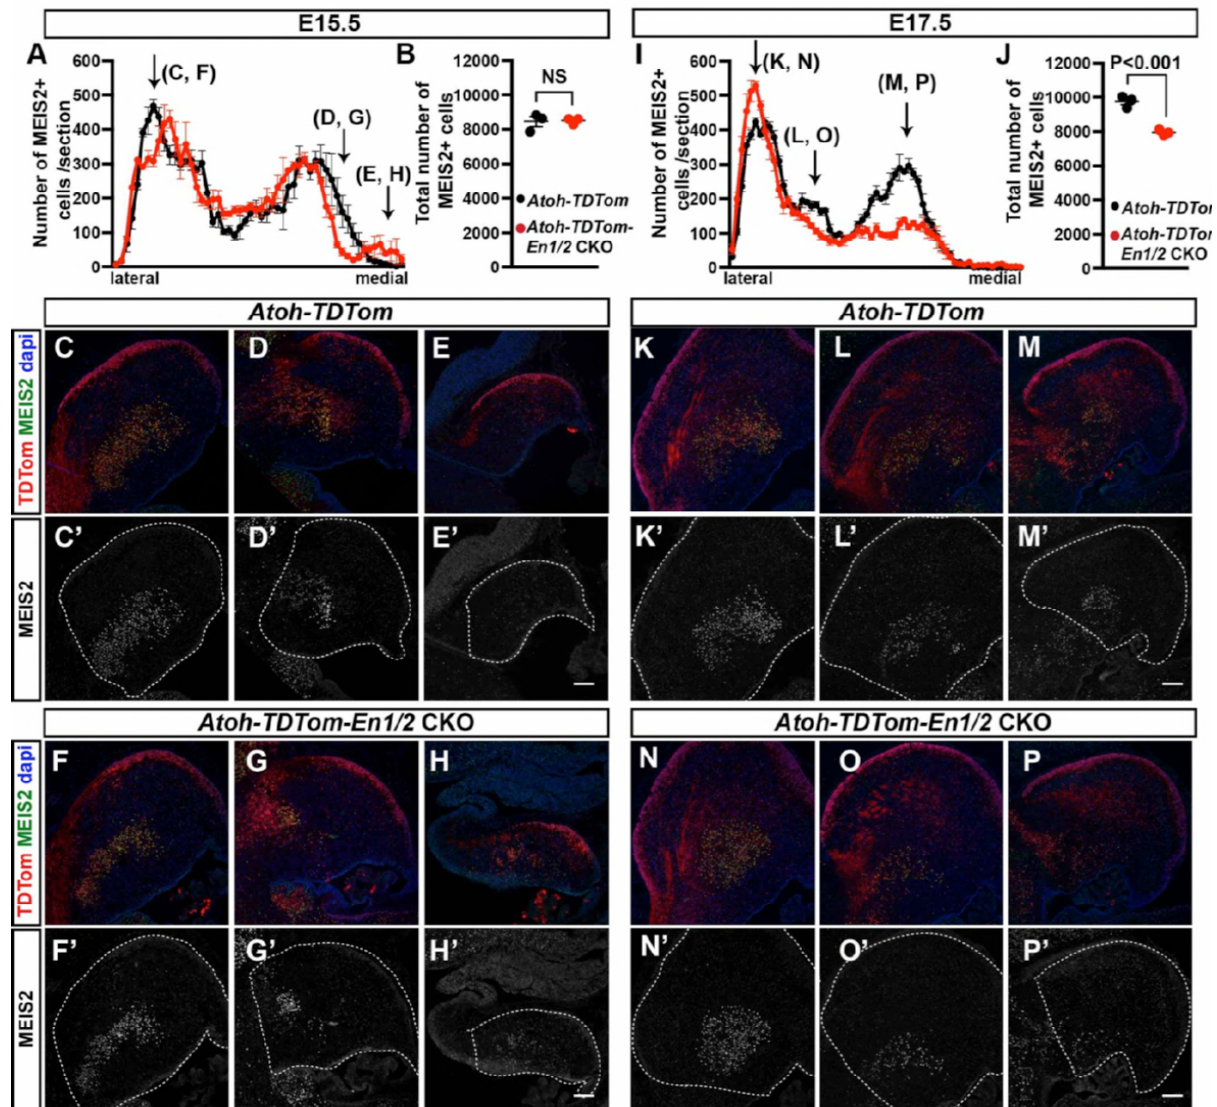 E15.5
E17.5
A
Number of MEIS2+
cells /section
600
500
400
300
200
100
0
(C, F)
(D, G)
(E, H)
lateral
medial
B
Total number of
MEIS2+ cells
12000
10000
8000
6000
4000
2000
0
NS
Atoh-TDTom
Atoh-TDTom-
En1/2 CKO
I
Number of MEIS2+
cells /section
600
500
400
300
200
100
0
(K, N)
(L, O)
(M, P)
lateral
medial
J
Total number of
MEIS2+ cells
P<0.001
12000
10000
8000
6000
4000
2000
0
Atoh-TDTor
Atoh-TDTor
En1/2 CKO
Atoh-TDTom
Atoh-TDTom
TDTom MEIS2 dapi
C
D
E
K
L
M
MEIS2
C'
D'
E'
K'
L'
M'
Atoh-TDTom-En1/2 CKO
Atoh-TDTom-En1/2 CKO
TDTom MEIS2 dapi
F
G
H
N
O
P
MEIS2
F'
G'
H'
N'
O'
P'